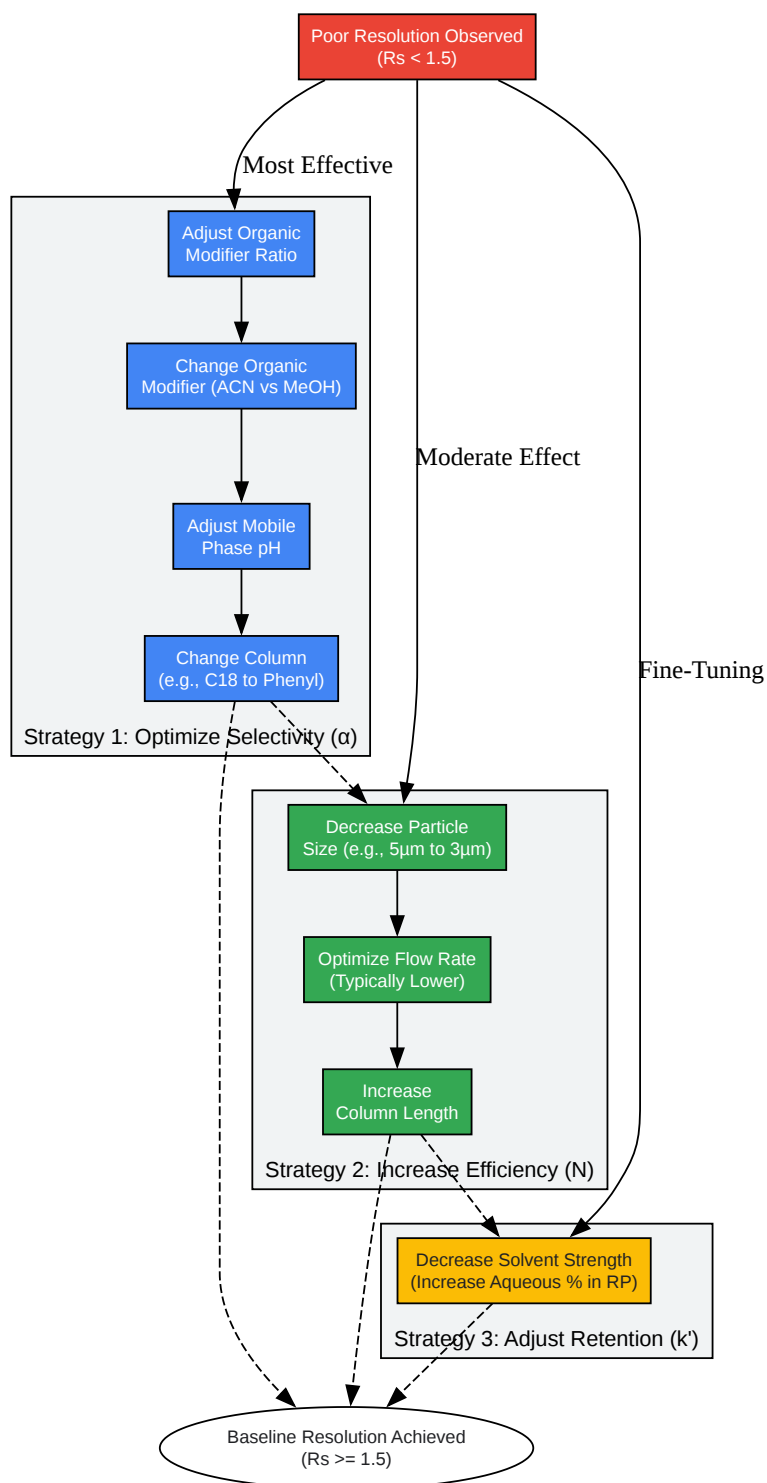 Poor Resolution Observed
(Rs < 1.5)
Most Effective
Adjust Organic
Modifier Ratio
Change Organic
Modifier (ACN vs MeOH)
Moderate Effect
Adjust Mobile
Phase pH
Change Column
(e.g., C18 to Phenyl)
Fine-Tuning
Strategy 1: Optimize Selectivity (α)
Decrease Particle
Size (e.g., 5µm to 3µm)
Optimize Flow Rate
(Typically Lower)
Increase
Column Length
Strategy 2: Increase Efficiency (N)
Decrease Solvent Strength
(Increase Aqueous % in RP)
Strategy 3: Adjust Retention (k')
Baseline Resolution Achieved
(Rs >= 1.5)